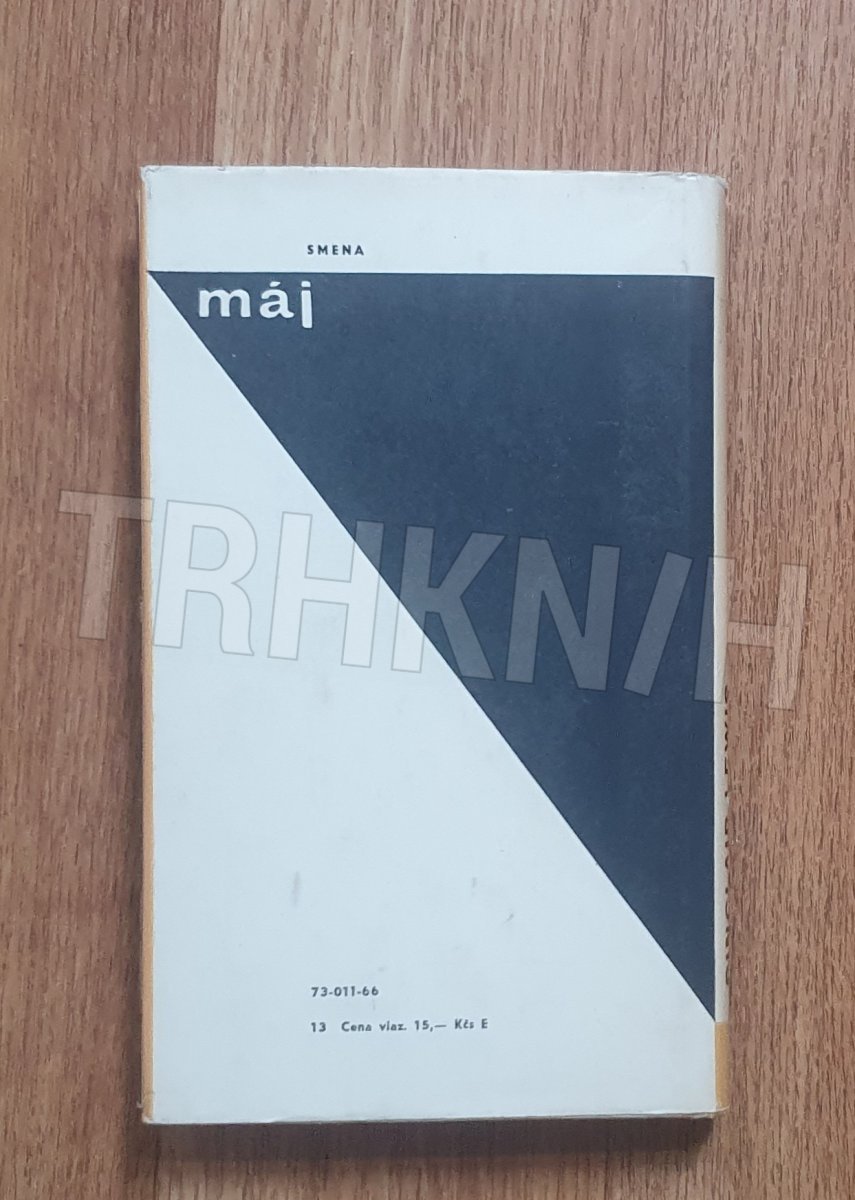 SMENA
máj
TRHKNIH
73-011-66
13 Cena viaz. 15,— Kčs E